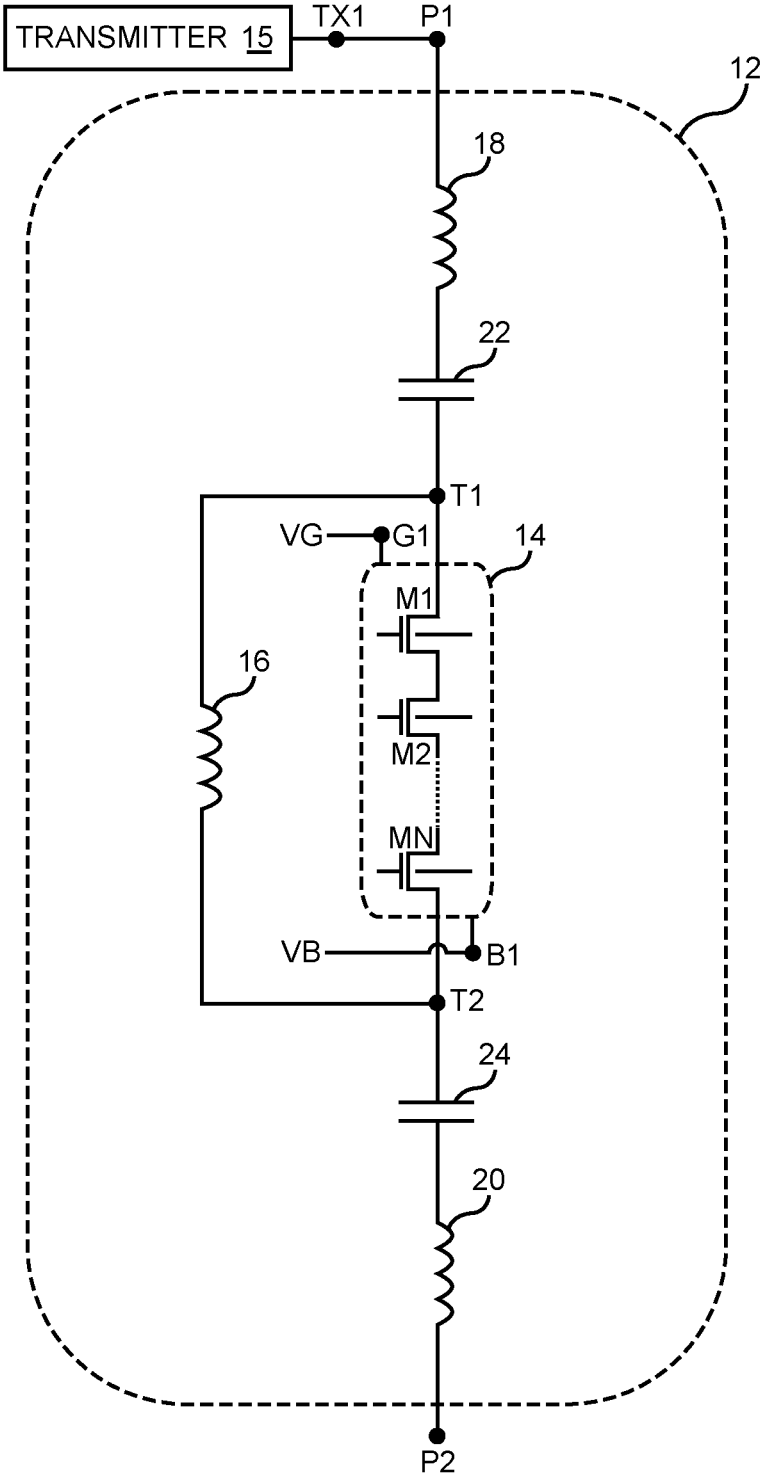 TRANSMITTER 15
TX1
P1
12
18
22
T1
VG
G1
14
M1
16
M2
MN
VB
B1
T2
24
20
P2